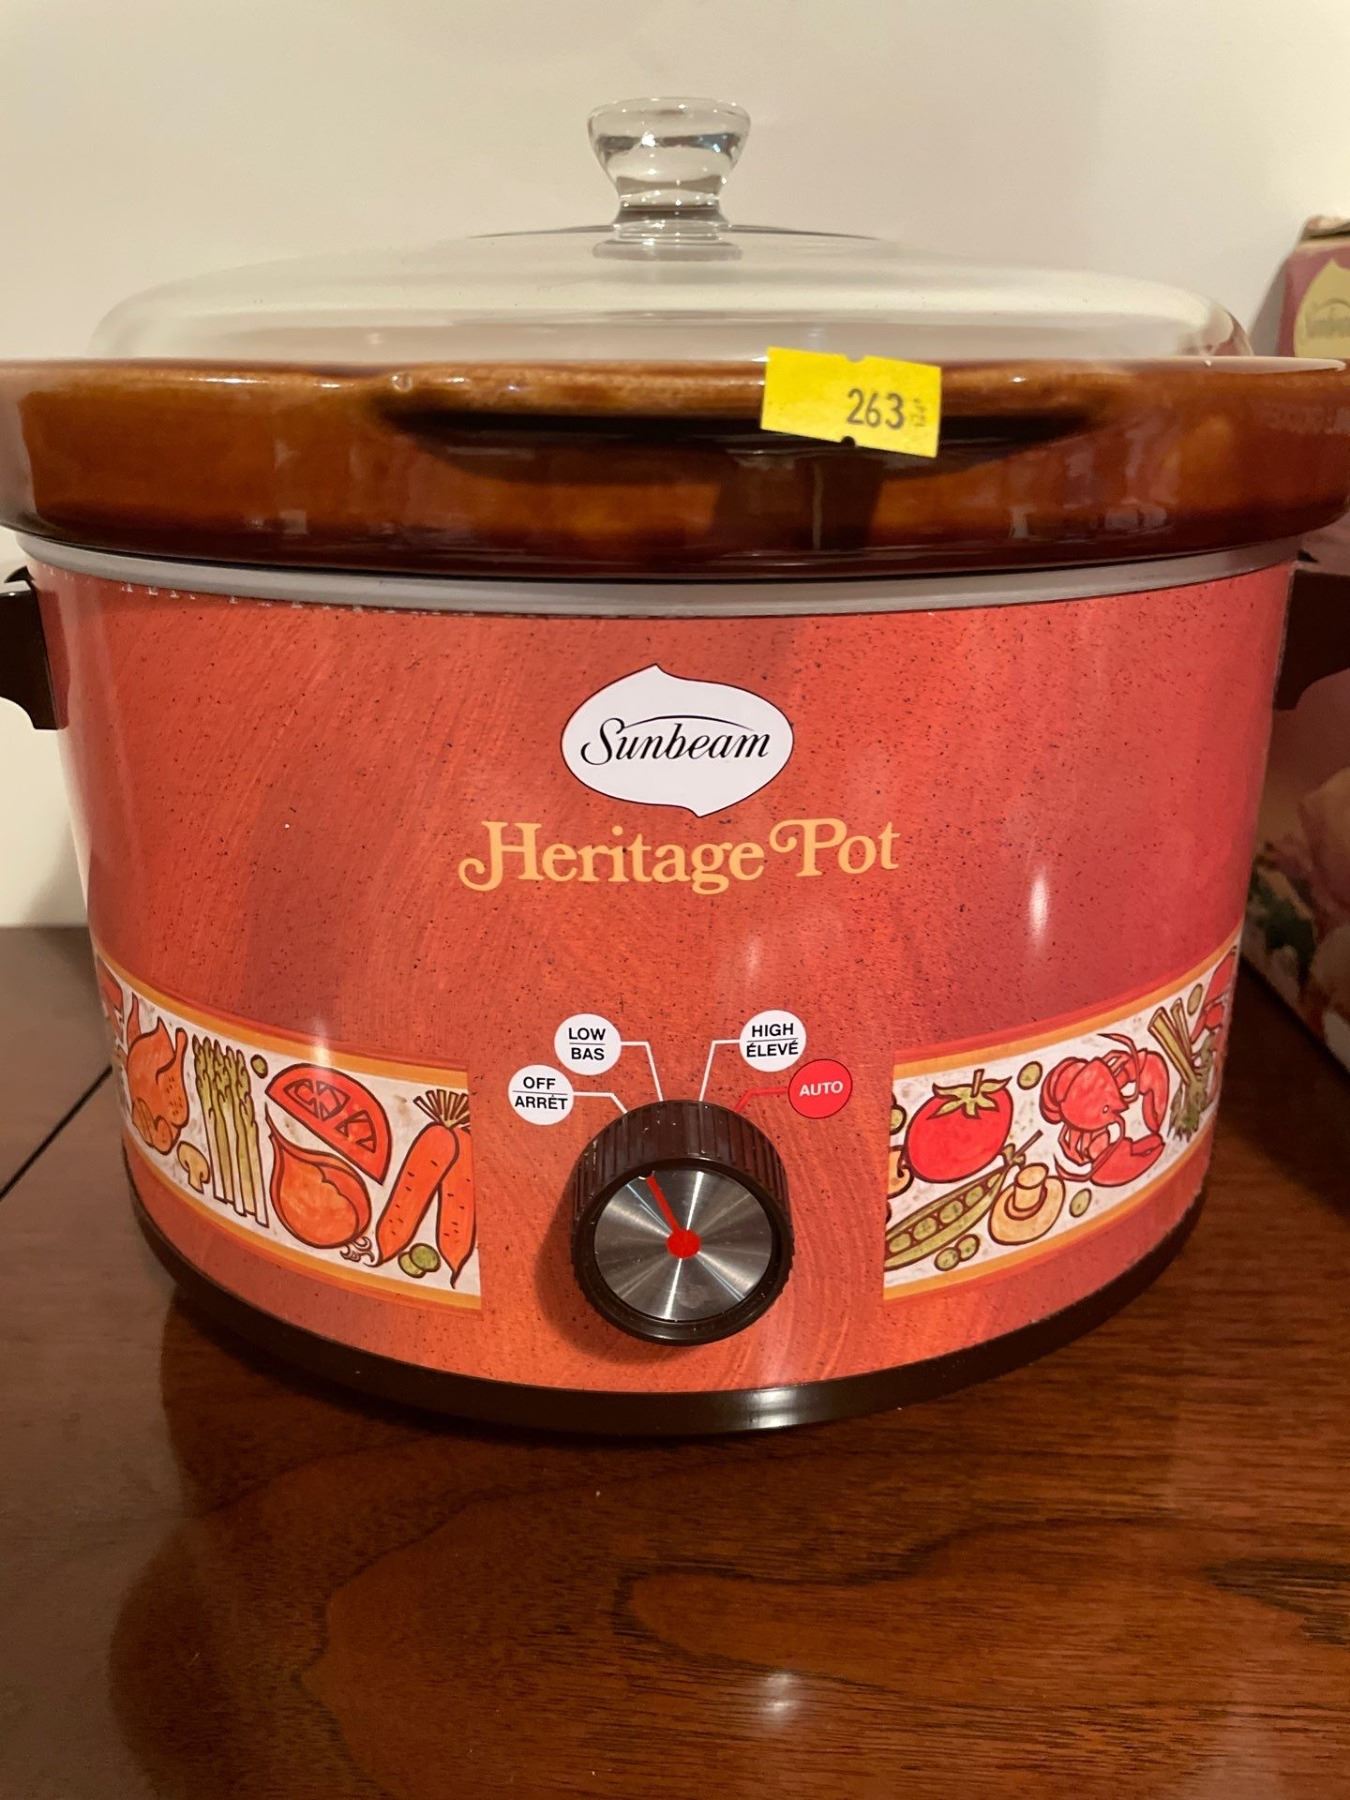 263
Sunbeam
Heritage Pot
LOW
BAS
HIGH
ÉLEVÉ
OFF
ARRÊT
AUTO